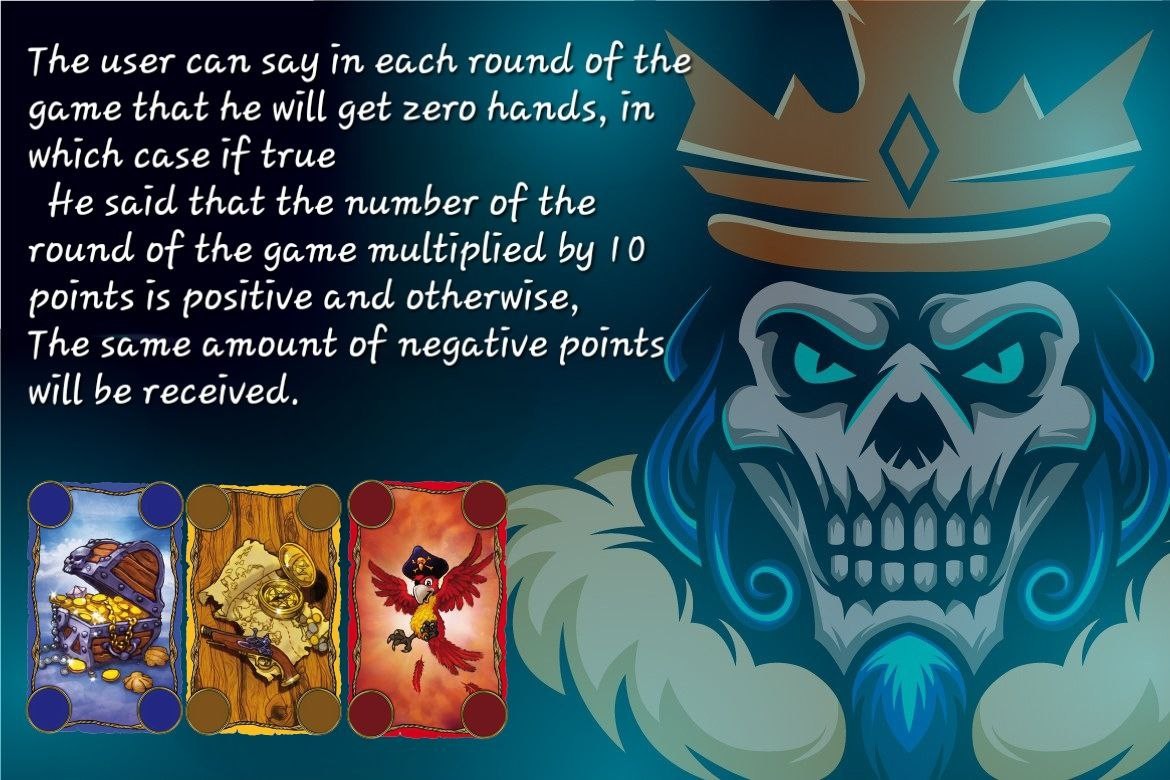 The user can say in each round of the
game that he will get zero hands, in
which case if true
He said that the number of the
round of the game multiplied by 10
points is positive and otherwise,
The same amount of negative points
will be received.